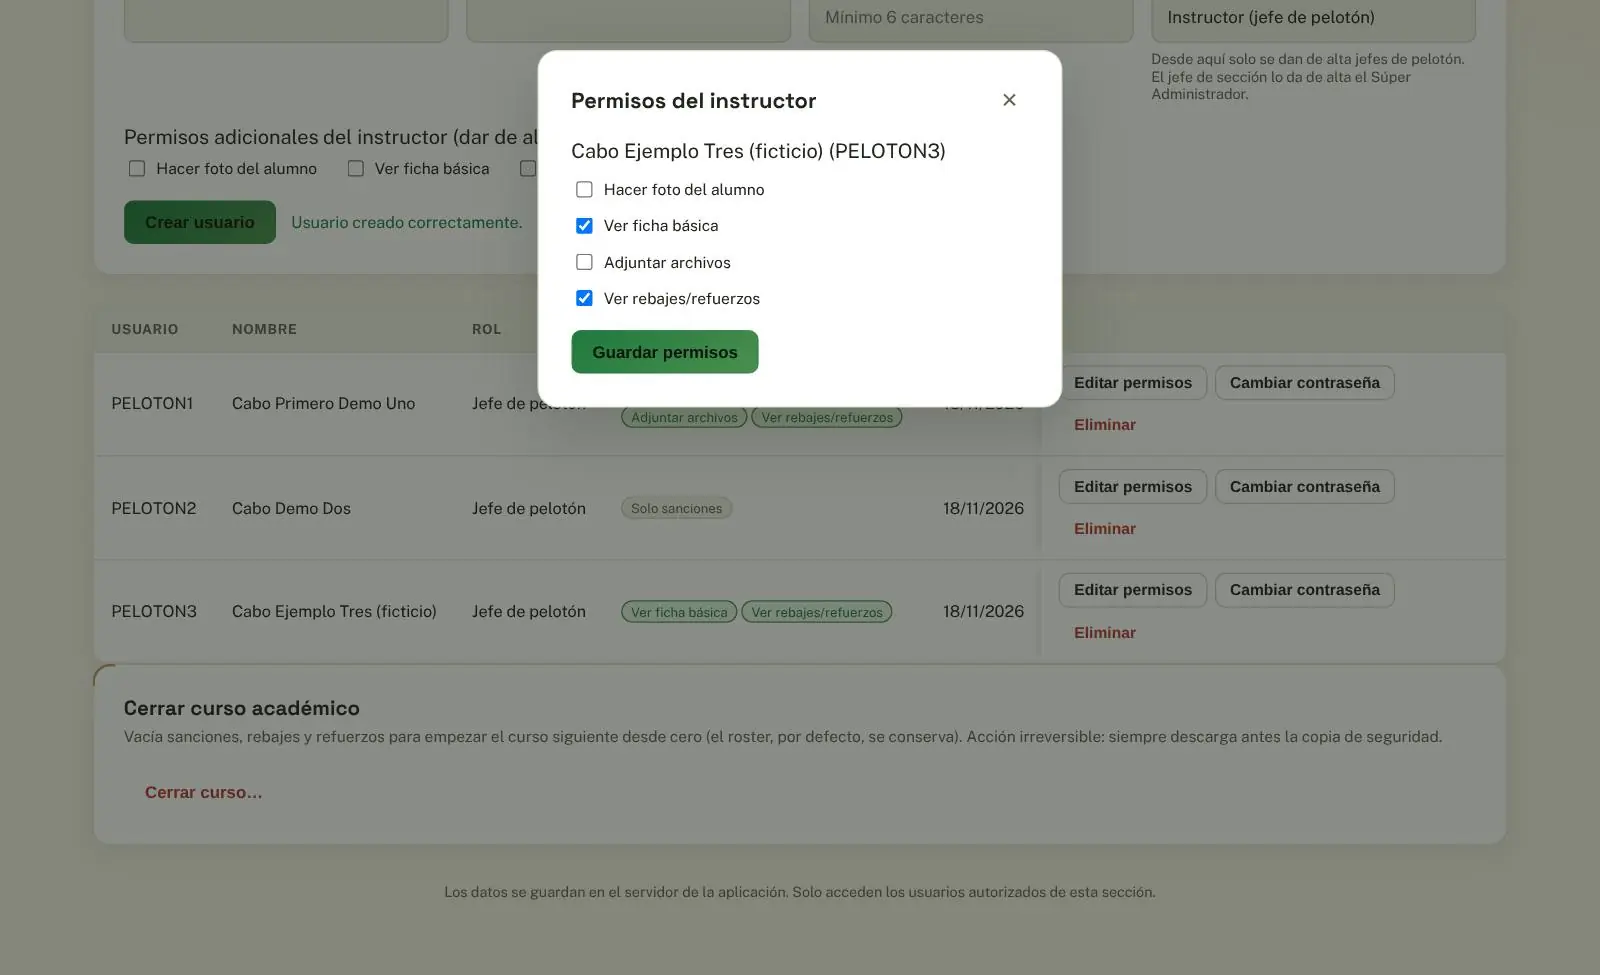 Mínimo 6 caracteres
Instructor (jefe de pelotón)
Desde aquí solo se dan de alta jefes de pelotón.
El jefe de sección lo da de alta el Súper
Administrador.
Permisos adicionales del instructor (dar de al
Hacer foto del alumno
Ver ficha básica
Crear usuario
Usuario creado correctamente.
Permisos del instructor
×
Cabo Ejemplo Tres (ficticio) (PELOTON3)
Hacer foto del alumno
Ver ficha básica
Adjuntar archivos
Ver rebajes/refuerzos
Guardar permisos
USUARIO NOMBRE ROL
PELOTON1 Cabo Primero Demo Uno Jefe de pelotón Adjuntar archivos Ver rebajes/refuerzos 18/11/2026 Editar permisos Cambiar contraseña
Eliminar
PELOTON2 Cabo Demo Dos Jefe de pelotón Solo sanciones 18/11/2026 Editar permisos Cambiar contraseña
Eliminar
PELOTON3 Cabo Ejemplo Tres (ficticio) Jefe de pelotón Ver ficha básica Ver rebajes/refuerzos 18/11/2026 Editar permisos Cambiar contraseña
Eliminar
Cerrar curso académico
Vacía sanciones, rebajes y refuerzos para empezar el curso siguiente desde cero (el roster, por defecto, se conserva). Acción irreversible: siempre descarga antes la copia de seguridad.
Cerrar curso...
Los datos se guardan en el servidor de la aplicación. Solo acceden los usuarios autorizados de esta sección.